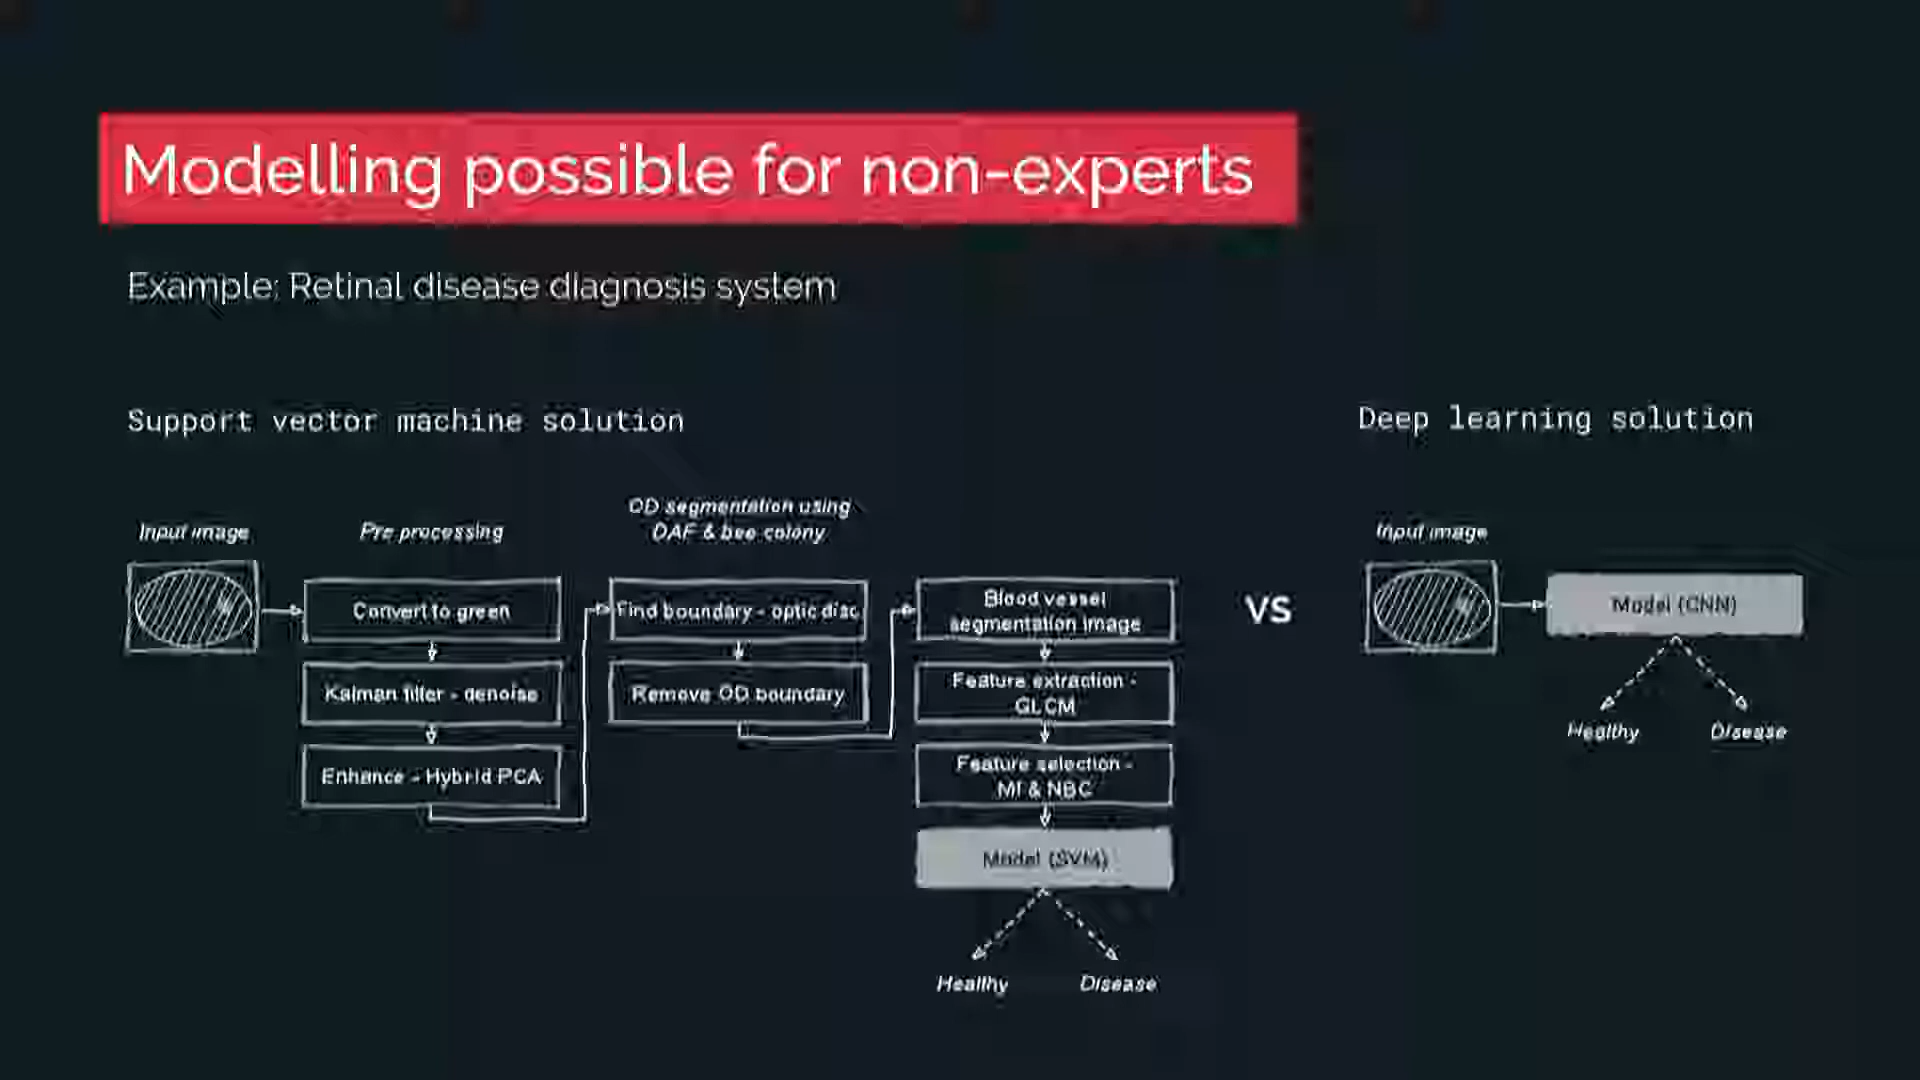 Modelling possible for non-experts
Example: Retinal disease diagnosis system
Support vector machine solution
Input image
Pre processing
Convert to green
Kalman filter - denoise
Enhance - Hybrid PCA
OD segmentation using
DAF & bee colony
Find boundary - optic disc
Remove OD boundary
Blood vessel
segmentation image
Feature extraction -
GLCM
Feature selection -
MI & NBC
Model (SVM)
Healthy
Disease
VS
Deep learning solution
Input image
Model (CNN)
Healthy
Disease